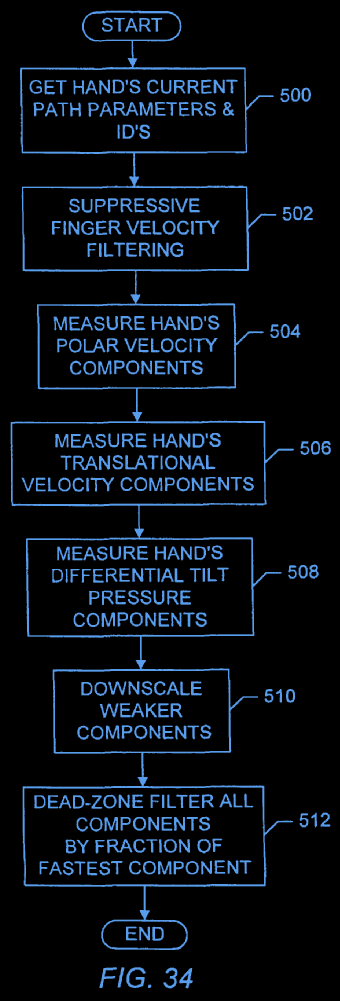 START
GET HAND'S CURRENT
PATH PARAMETERS &
ID'S
500
SUPPRESSIVE
FINGER VELOCITY
FILTERING
502
MEASURE HAND'S
POLAR VELOCITY
COMPONENTS
504
MEASURE HAND'S
TRANSLATIONAL
VELOCITY COMPONENTS
506
MEASURE HAND'S
DIFFERENTIAL TILT
PRESSURE
COMPONENTS
508
DOWNSCALE
WEAKER
COMPONENTS
510
DEAD-ZONE FILTER ALL
COMPONENTS
BY FRACTION OF
FASTEST COMPONENT
512
END
FIG. 34